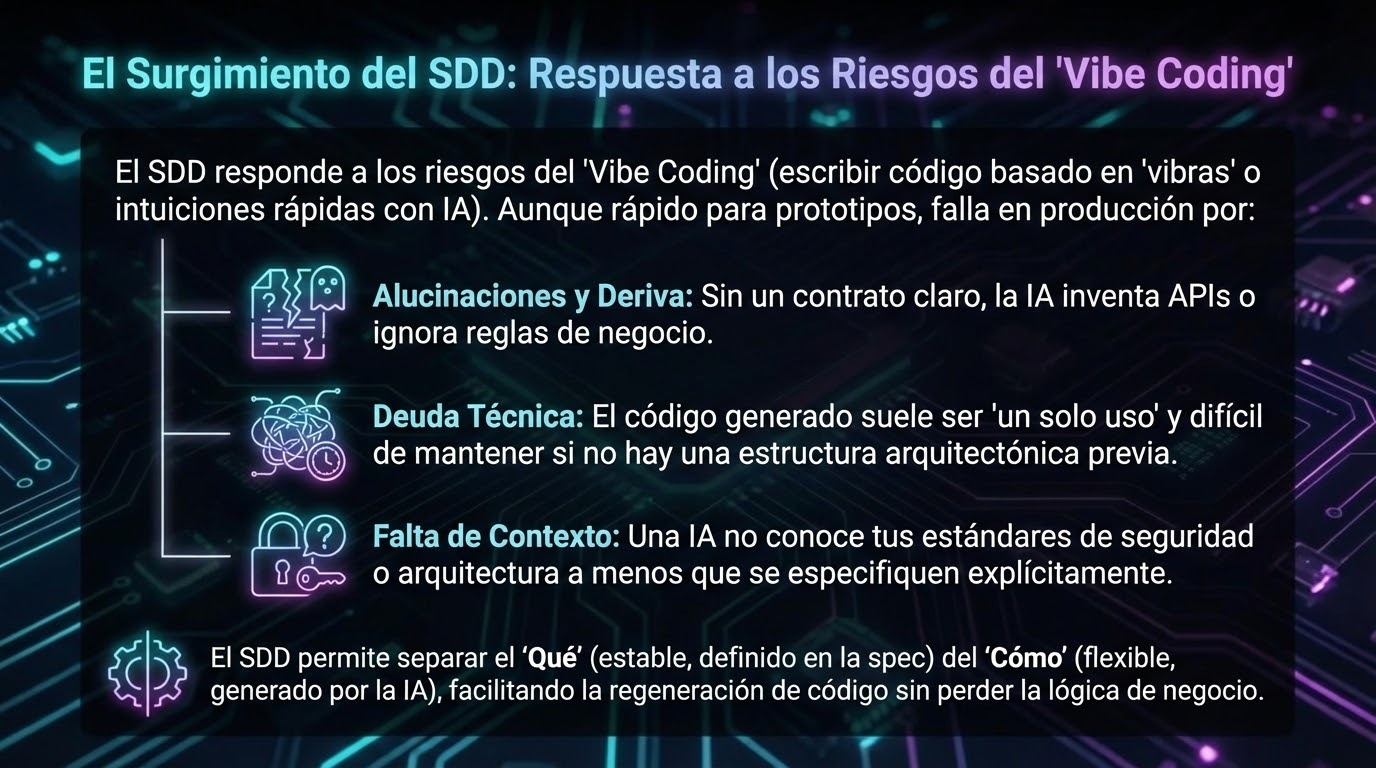 El Surgimiento del SDD: Respuesta a los Riesgos del 'Vibe Coding'
El SDD responde a los riesgos del 'Vibe Coding' (escribir código basado en 'vibras' o
intuiciones rápidas con IA). Aunque rápido para prototipos, falla en producción por:
Alucinaciones y Deriva: Sin un contrato claro, la IA inventa APIs o
ignora reglas de negocio.
Deuda Técnica: El código generado suele ser 'un solo uso' y difícil
de mantener si no hay una estructura arquitectónica previa.
Falta de Contexto: Una IA no conoce tus estándares de seguridad
o arquitectura a menos que se especifiquen explícitamente.
El SDD permite separar el ‘Qué’ (estable, definido en la spec) del ‘Cómo’ (flexible,
generado por la IA), facilitando la regeneración de código sin perder la lógica de negocio.